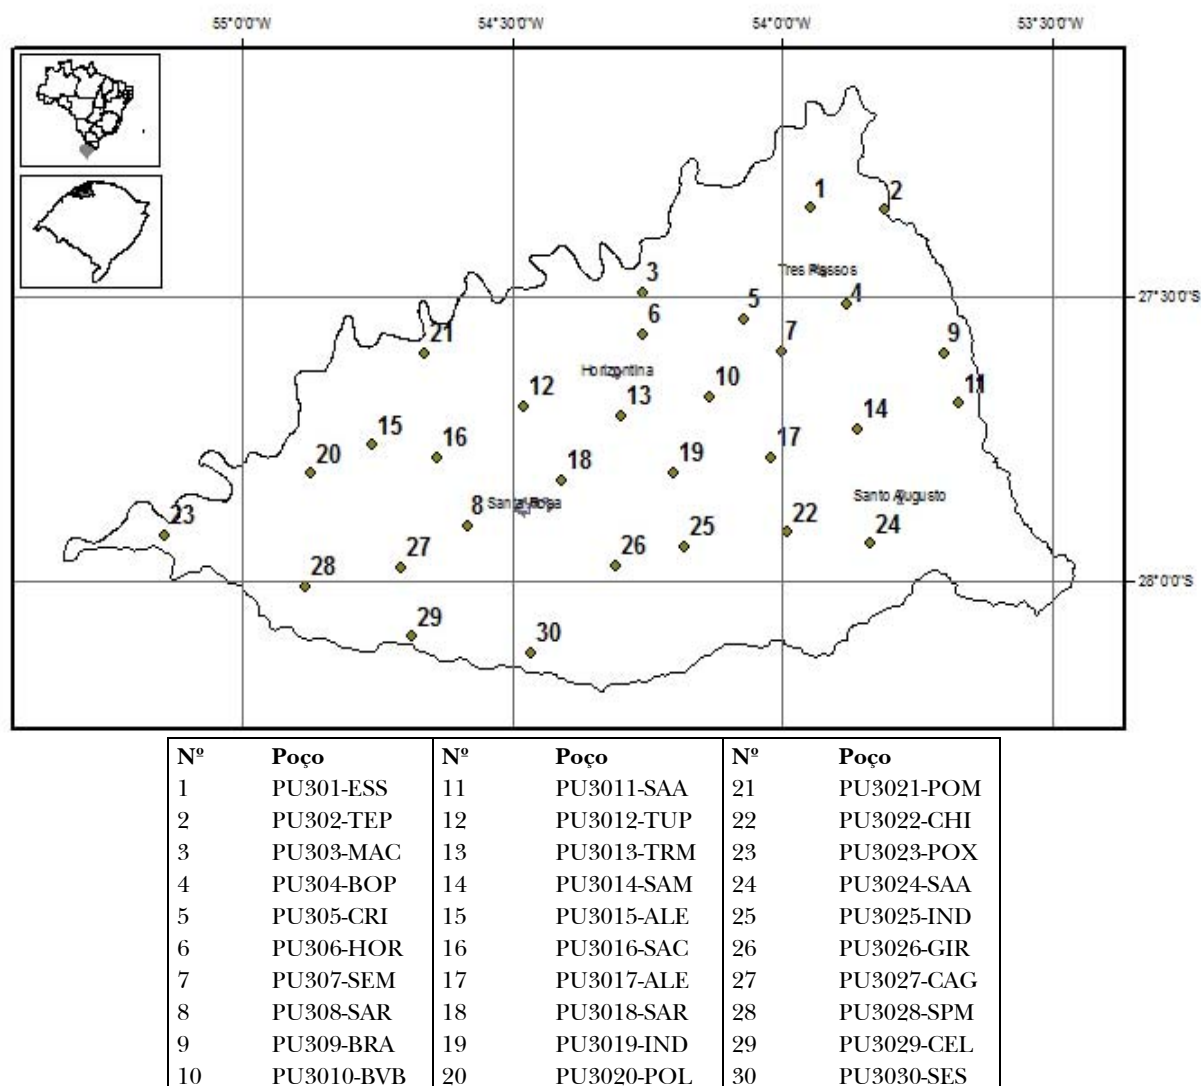 55°0'0"W 54°30'0"W 54°0'0"W 53°30'0"W
1 2
3
Tres Passos
4
27°30'0"S
5
6
7
9
21
Horizontina
10
11
12
13
14
15
16
17
18
19
20
8
Santa Rosa
Santo Augusto
23
22
24
25
26
27
28
28°0'0"S
29
30
Nº Poço Nº Poço Nº Poço
1 PU301-ESS 11 PU3011-SAA 21 PU3021-POM
2 PU302-TEP 12 PU3012-TUP 22 PU3022-CHI
3 PU303-MAC 13 PU3013-TRM 23 PU3023-POX
4 PU304-BOP 14 PU3014-SAM 24 PU3024-SAA
5 PU305-CRI 15 PU3015-ALE 25 PU3025-IND
6 PU306-HOR 16 PU3016-SAC 26 PU3026-GIR
7 PU307-SEM 17 PU3017-ALE 27 PU3027-CAG
8 PU308-SAR 18 PU3018-SAR 28 PU3028-SPM
9 PU309-BRA 19 PU3019-IND 29 PU3029-CEL
10 PU3010-BVB 20 PU3020-POL 30 PU3030-SES